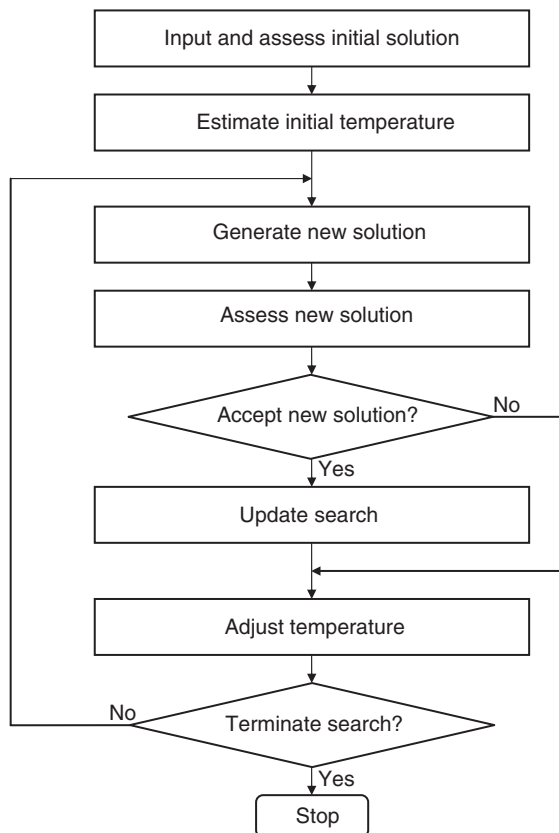 Input and assess initial solution
Estimate initial temperature
Generate new solution
Assess new solution
Accept new solution?
No
Yes
Update search
Adjust temperature
No
Terminate search?
Yes
Stop